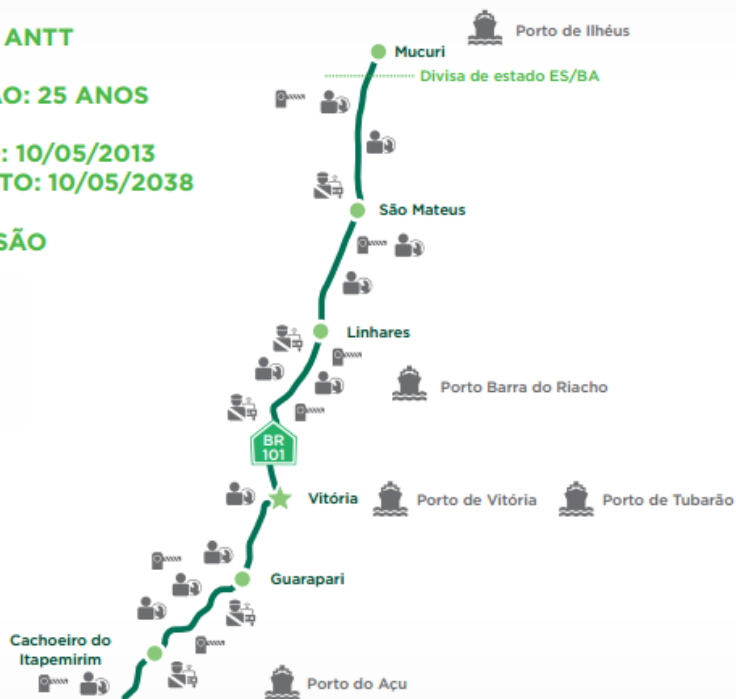 ANTT
ÃO: 25 ANOS
: 10/05/2013
TO: 10/05/2038
SÃO
Porto de Ilhéus
Mucuri
Divisa de estado ES/BA
São Mateus
Linhares
Porto Barra do Riacho
BR
101
Vitória
Porto de Vitória
Porto de Tubarão
Guarapari
Cachoeiro do
Itapemirim
Porto do Açu